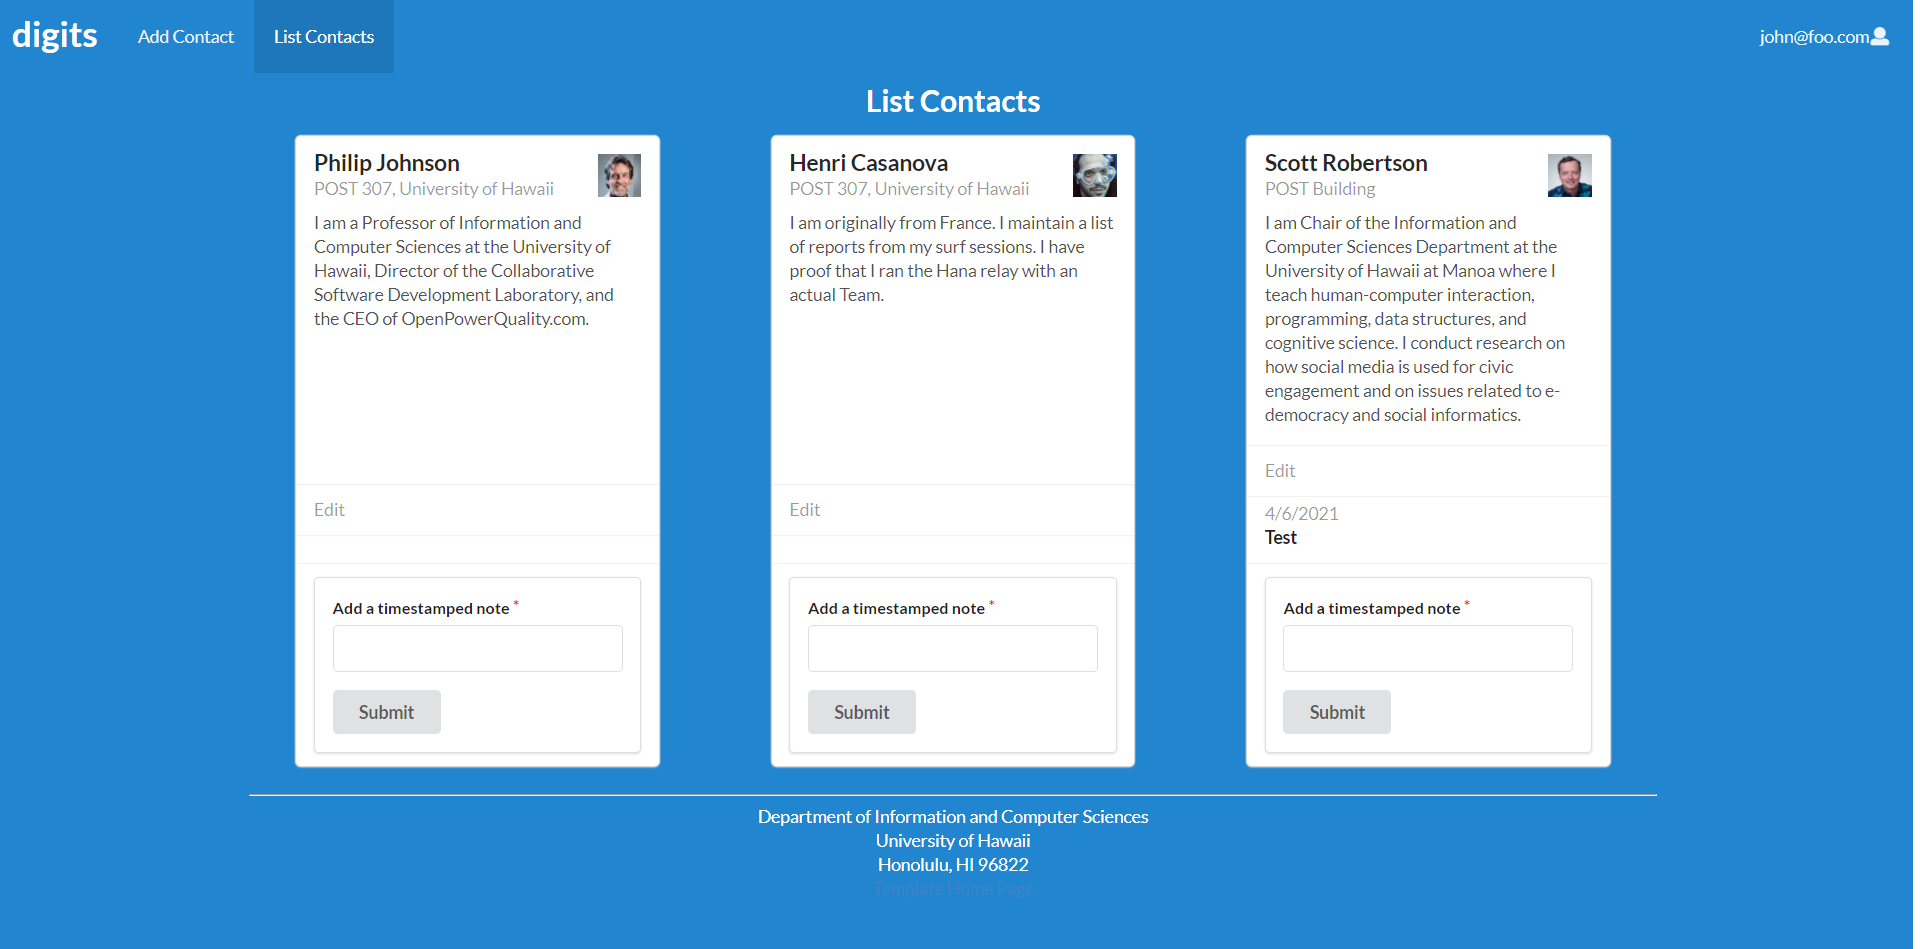 digits
Add Contact
List Contacts
john@foo.com
List Contacts
Philip Johnson
POST 307, University of Hawaii
I am a Professor of Information and
Computer Sciences at the University of
Hawaii, Director of the Collaborative
Software Development Laboratory, and
the CEO of OpenPowerQuality.com.
Edit
Add a timestamped note *
Submit
Henri Casanova
POST 307, University of Hawaii
I am originally from France. I maintain a list
of reports from my surf sessions. I have
proof that I ran the Hana relay with an
actual Team.
Edit
Add a timestamped note *
Submit
Scott Robertson
POST Building
I am Chair of the Information and
Computer Sciences Department at the
University of Hawaii at Manoa where I
teach human-computer interaction,
programming, data structures, and
cognitive science. I conduct research on
how social media is used for civic
engagement and on issues related to e-
democracy and social informatics.
Edit
4/6/2021
Test
Add a timestamped note *
Submit
Department of Information and Computer Sciences
University of Hawaii
Honolulu, HI 96822
Template Home Page